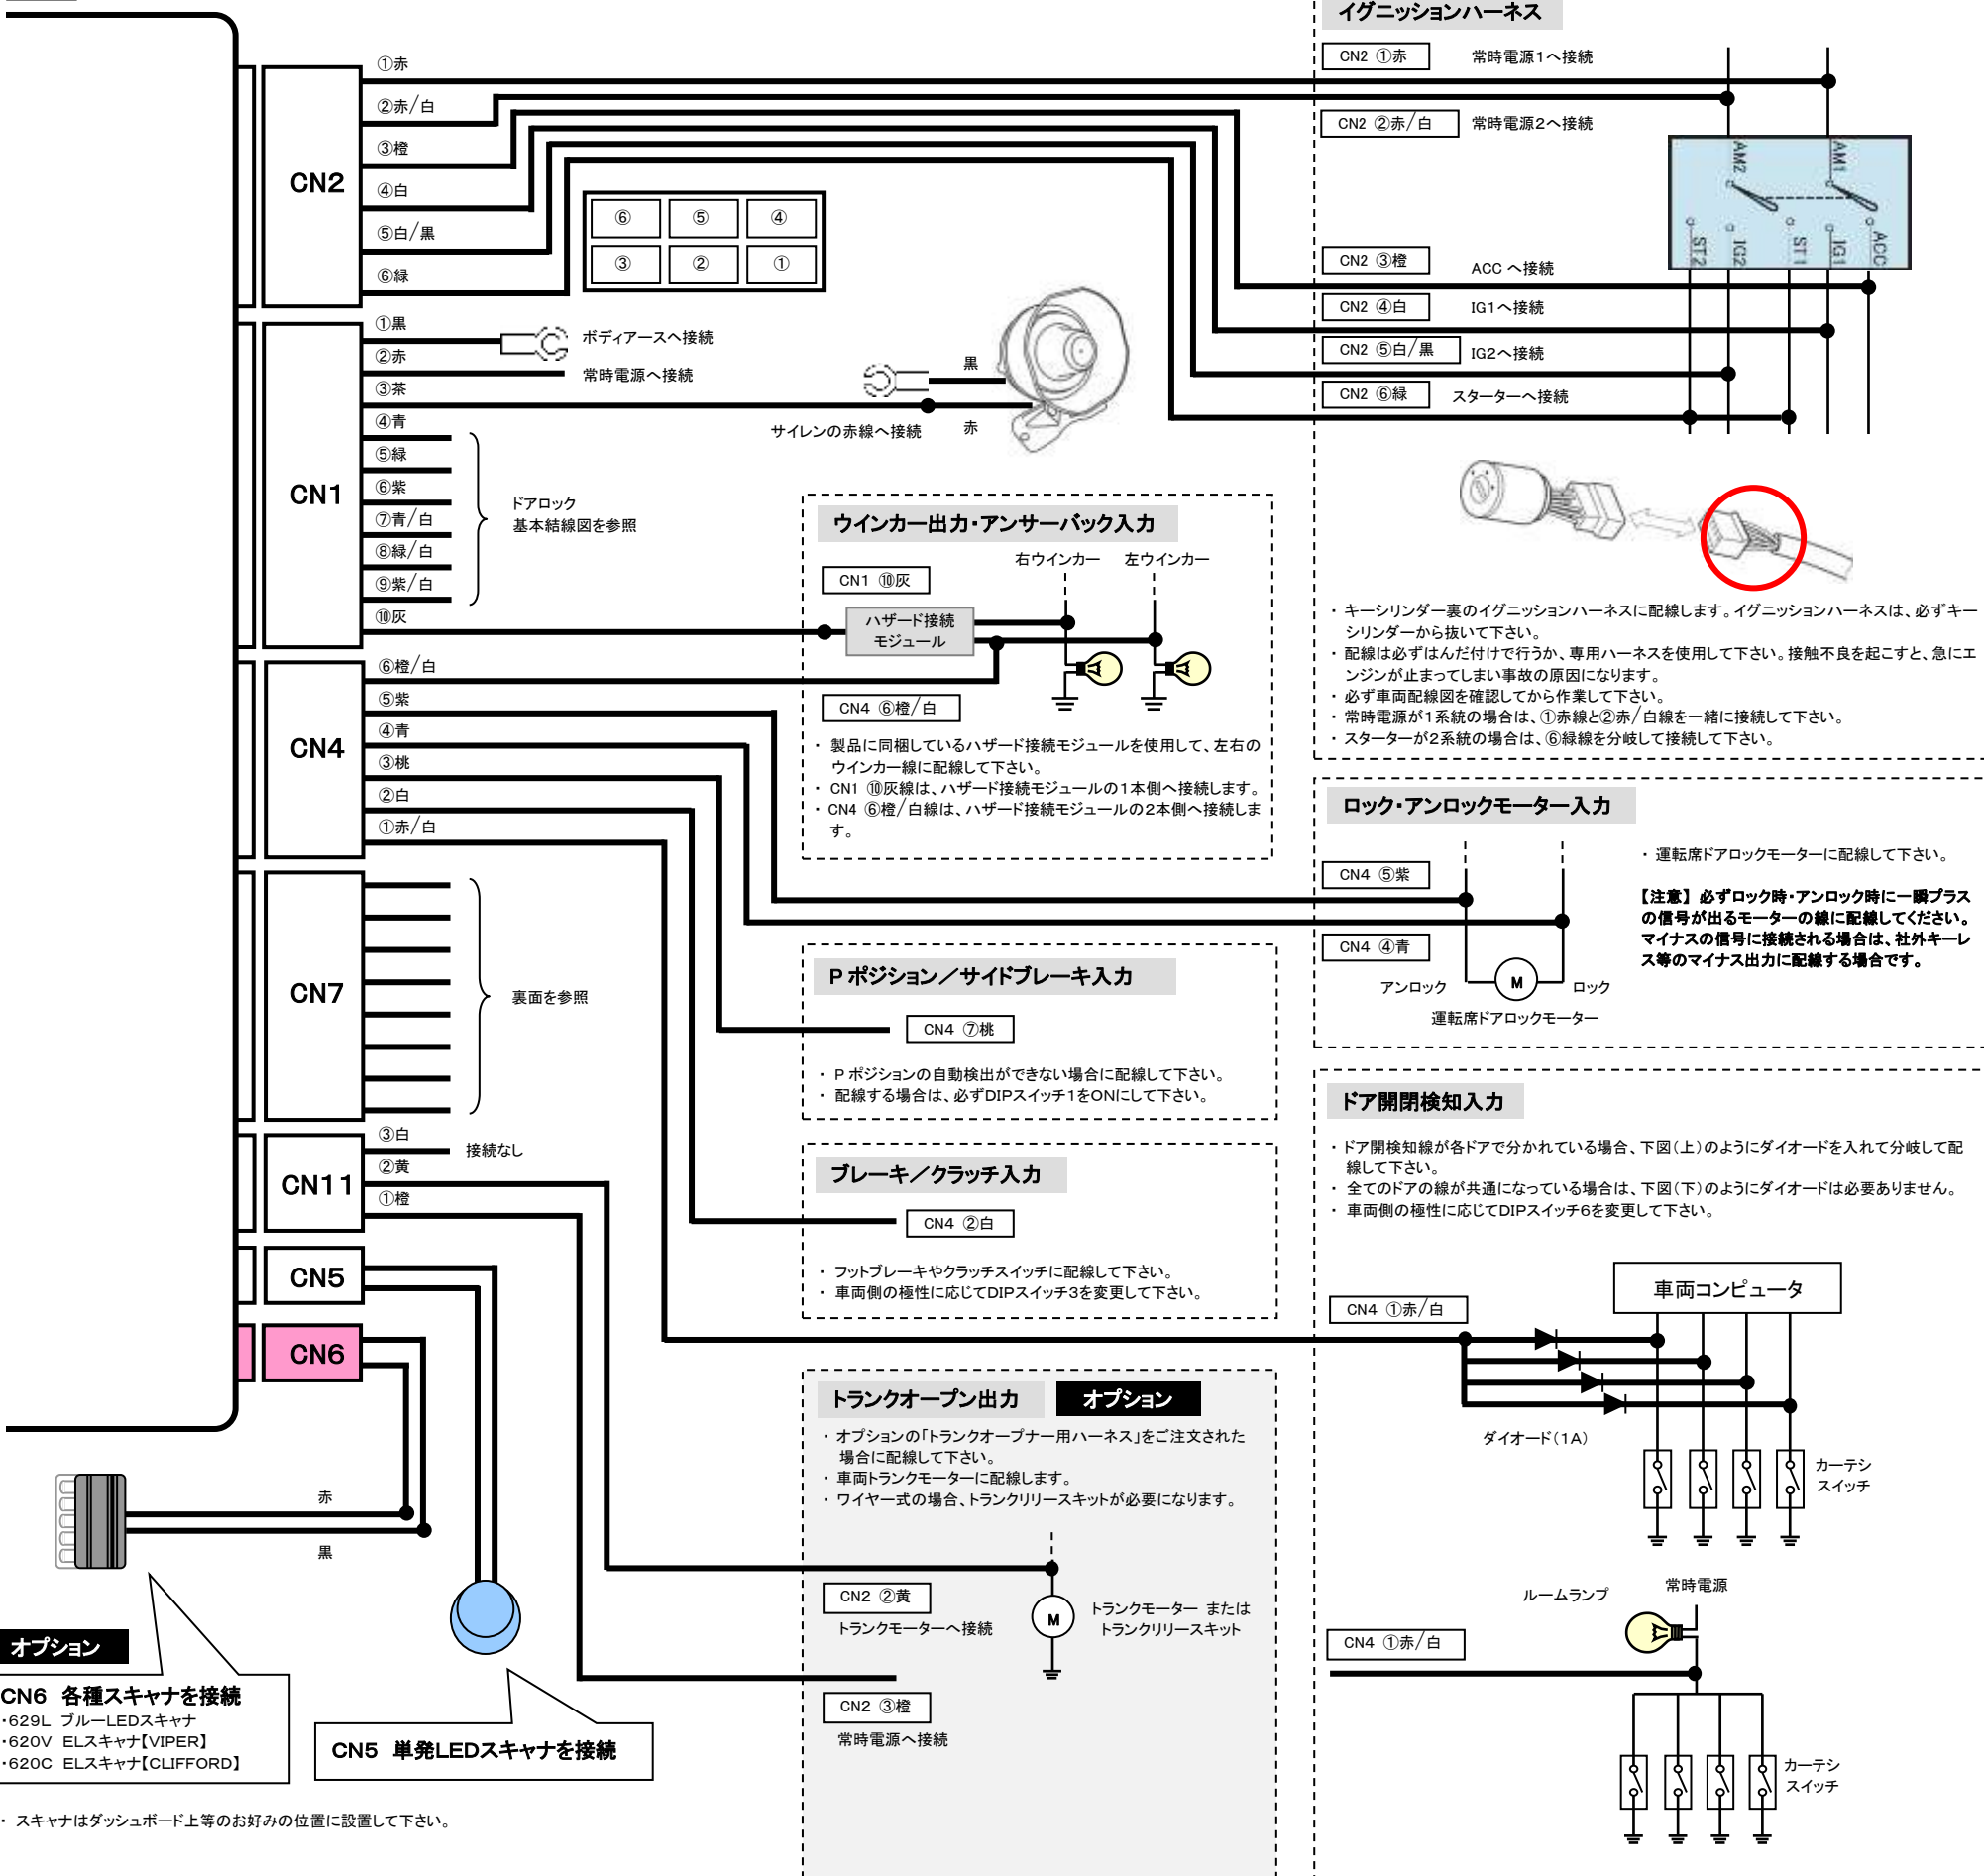 CN2
①赤
②赤/白
③橙
④白
⑤白/黒
⑥緑
⑥ ⑤ ④
③ ② ①
CN1
①黒
ボディアースへ接続
②赤
常時電源へ接続
③茶
④青
⑤緑
⑥紫
⑦青/白
⑧緑/白
⑨紫/白
⑩灰
ドアロック
基本結線図を参照
黒
サイレンの赤線へ接続
赤
CN4
⑥橙/白
⑤紫
④青
③桃
②白
①赤/白
CN7
裏面を参照
CN11
③白
接続なし
②黄
①橙
CN5
CN6
赤
黒
オプション
CN6 各種スキャナを接続
・629L ブルーLEDスキャナ
・620V ELスキャナ【VIPER】
・620C ELスキャナ【CLIFFORD】
CN5 単発LEDスキャナを接続
・ スキャナはダッシュボード上等のお好みの位置に設置して下さい。
ウインカー出力・アンサーバック入力
右ウインカー 左ウインカー
CN1 ⑩灰
ハザード接続
モジュール
CN4 ⑥橙/白
・ 製品に同梱しているハザード接続モジュールを使用して、左右の
ウインカー線に配線して下さい。
・ CN1 ⑩灰線は、ハザード接続モジュールの1本側へ接続します。
・ CN4 ⑥橙/白線は、ハザード接続モジュールの2本側へ接続しま
す。
P ポジション/サイドブレーキ入力
CN4 ⑦桃
・ P ポジションの自動検出ができない場合に配線して下さい。
・ 配線する場合は、必ずDIPスイッチ1をONにして下さい。
ブレーキ/クラッチ入力
CN4 ②白
・ フットブレーキやクラッチスイッチに配線して下さい。
・ 車両側の極性に応じてDIPスイッチ3を変更して下さい。
トランクオープン出力
オプション
・ オプションの「トランクオープナー用ハーネス」をご注文された
場合に配線して下さい。
・ 車両トランクモーターに配線します。
・ ワイヤー式の場合、トランクリリースキットが必要になります。
CN2 ②黄
トランクモーターへ接続
M
トランクモーター または
トランクリリースキット
CN2 ③橙
常時電源へ接続
イグニッションハーネス
CN2 ①赤
常時電源1へ接続
CN2 ②赤/白
常時電源2へ接続
AM2 AM1
ST2 IG2 ST1 IG1 ACC
CN2 ③橙
ACC へ接続
CN2 ④白
IG1へ接続
CN2 ⑤白/黒
IG2へ接続
CN2 ⑥緑
スターターへ接続
・ キーシリンダー裏のイグニッションハーネスに配線します。イグニッションハーネスは、必ずキー
シリンダーから抜いて下さい。
・ 配線は必ずはんだ付けで行うか、専用ハーネスを使用して下さい。接触不良を起こすと、急にエ
ンジンが止まってしまい事故の原因になります。
・ 必ず車両配線図を確認してから作業して下さい。
・ 常時電源が1系統の場合は、①赤線と②赤/白線を一緒に接続して下さい。
・ スターターが2系統の場合は、⑥緑線を分岐して接続して下さい。
ロック・アンロックモーター入力
CN4 ⑤紫
CN4 ④青
アンロック
M
ロック
運転席ドアロックモーター
・ 運転席ドアロックモーターに配線して下さい。
【注意】 必ずロック時・アンロック時に一瞬プラス
の信号が出るモーターの線に配線してください。
マイナスの信号に接続される場合は、社外キーレ
ス等のマイナス出力に配線する場合です。
ドア開閉検知入力
・ ドア開検知線が各ドアで分かれている場合、下図(上)のようにダイオードを入れて分岐して配
線して下さい。
・ 全てのドアの線が共通になっている場合は、下図(下)のようにダイオードは必要ありません。
・ 車両側の極性に応じてDIPスイッチ6を変更して下さい。
車両コンピュータ
CN4 ①赤/白
ダイオード(1A)
カーテシ
スイッチ
ルームランプ
常時電源
CN4 ①赤/白
カーテシ
スイッチ